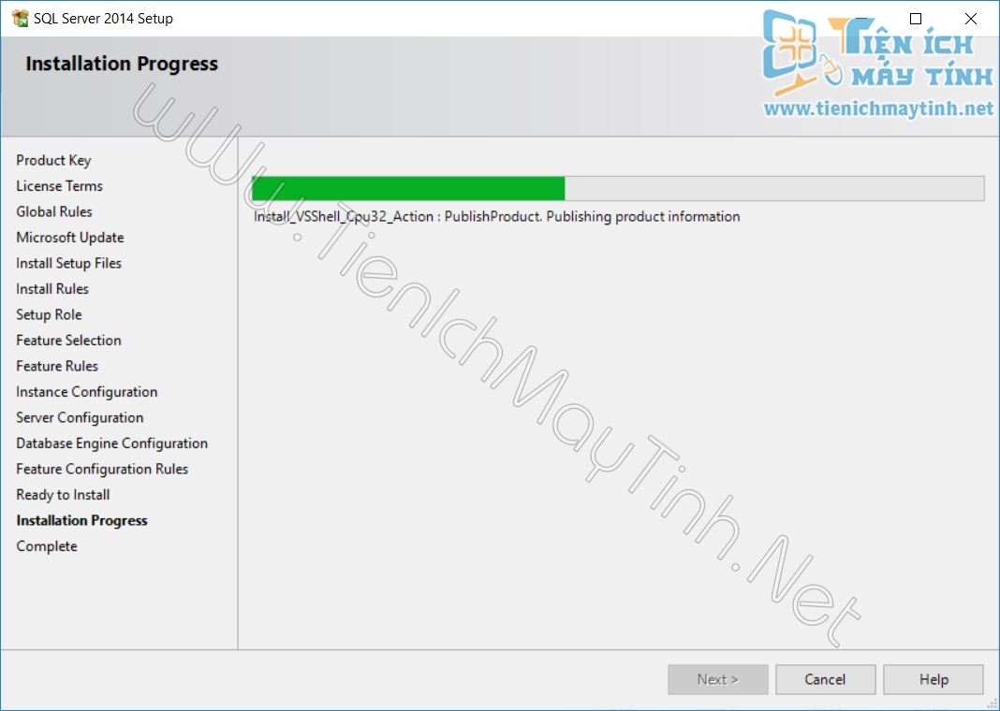 SQL Server 2014 Setup
TIỆN ÍCH
MÁY TÍNH
www.tienichmaytinh.net
Installation Progress
Product Key
License Terms
Global Rules
Microsoft Update
Install Setup Files
Install Rules
Setup Role
Feature Selection
Feature Rules
Instance Configuration
Server Configuration
Database Engine Configuration
Feature Configuration Rules
Ready to Install
Installation Progress
Complete
Install_VSShell_Cpu32_Action : PublishProduct. Publishing product information
wWw.TienIchMayTinh.Net
Next >
Cancel
Help